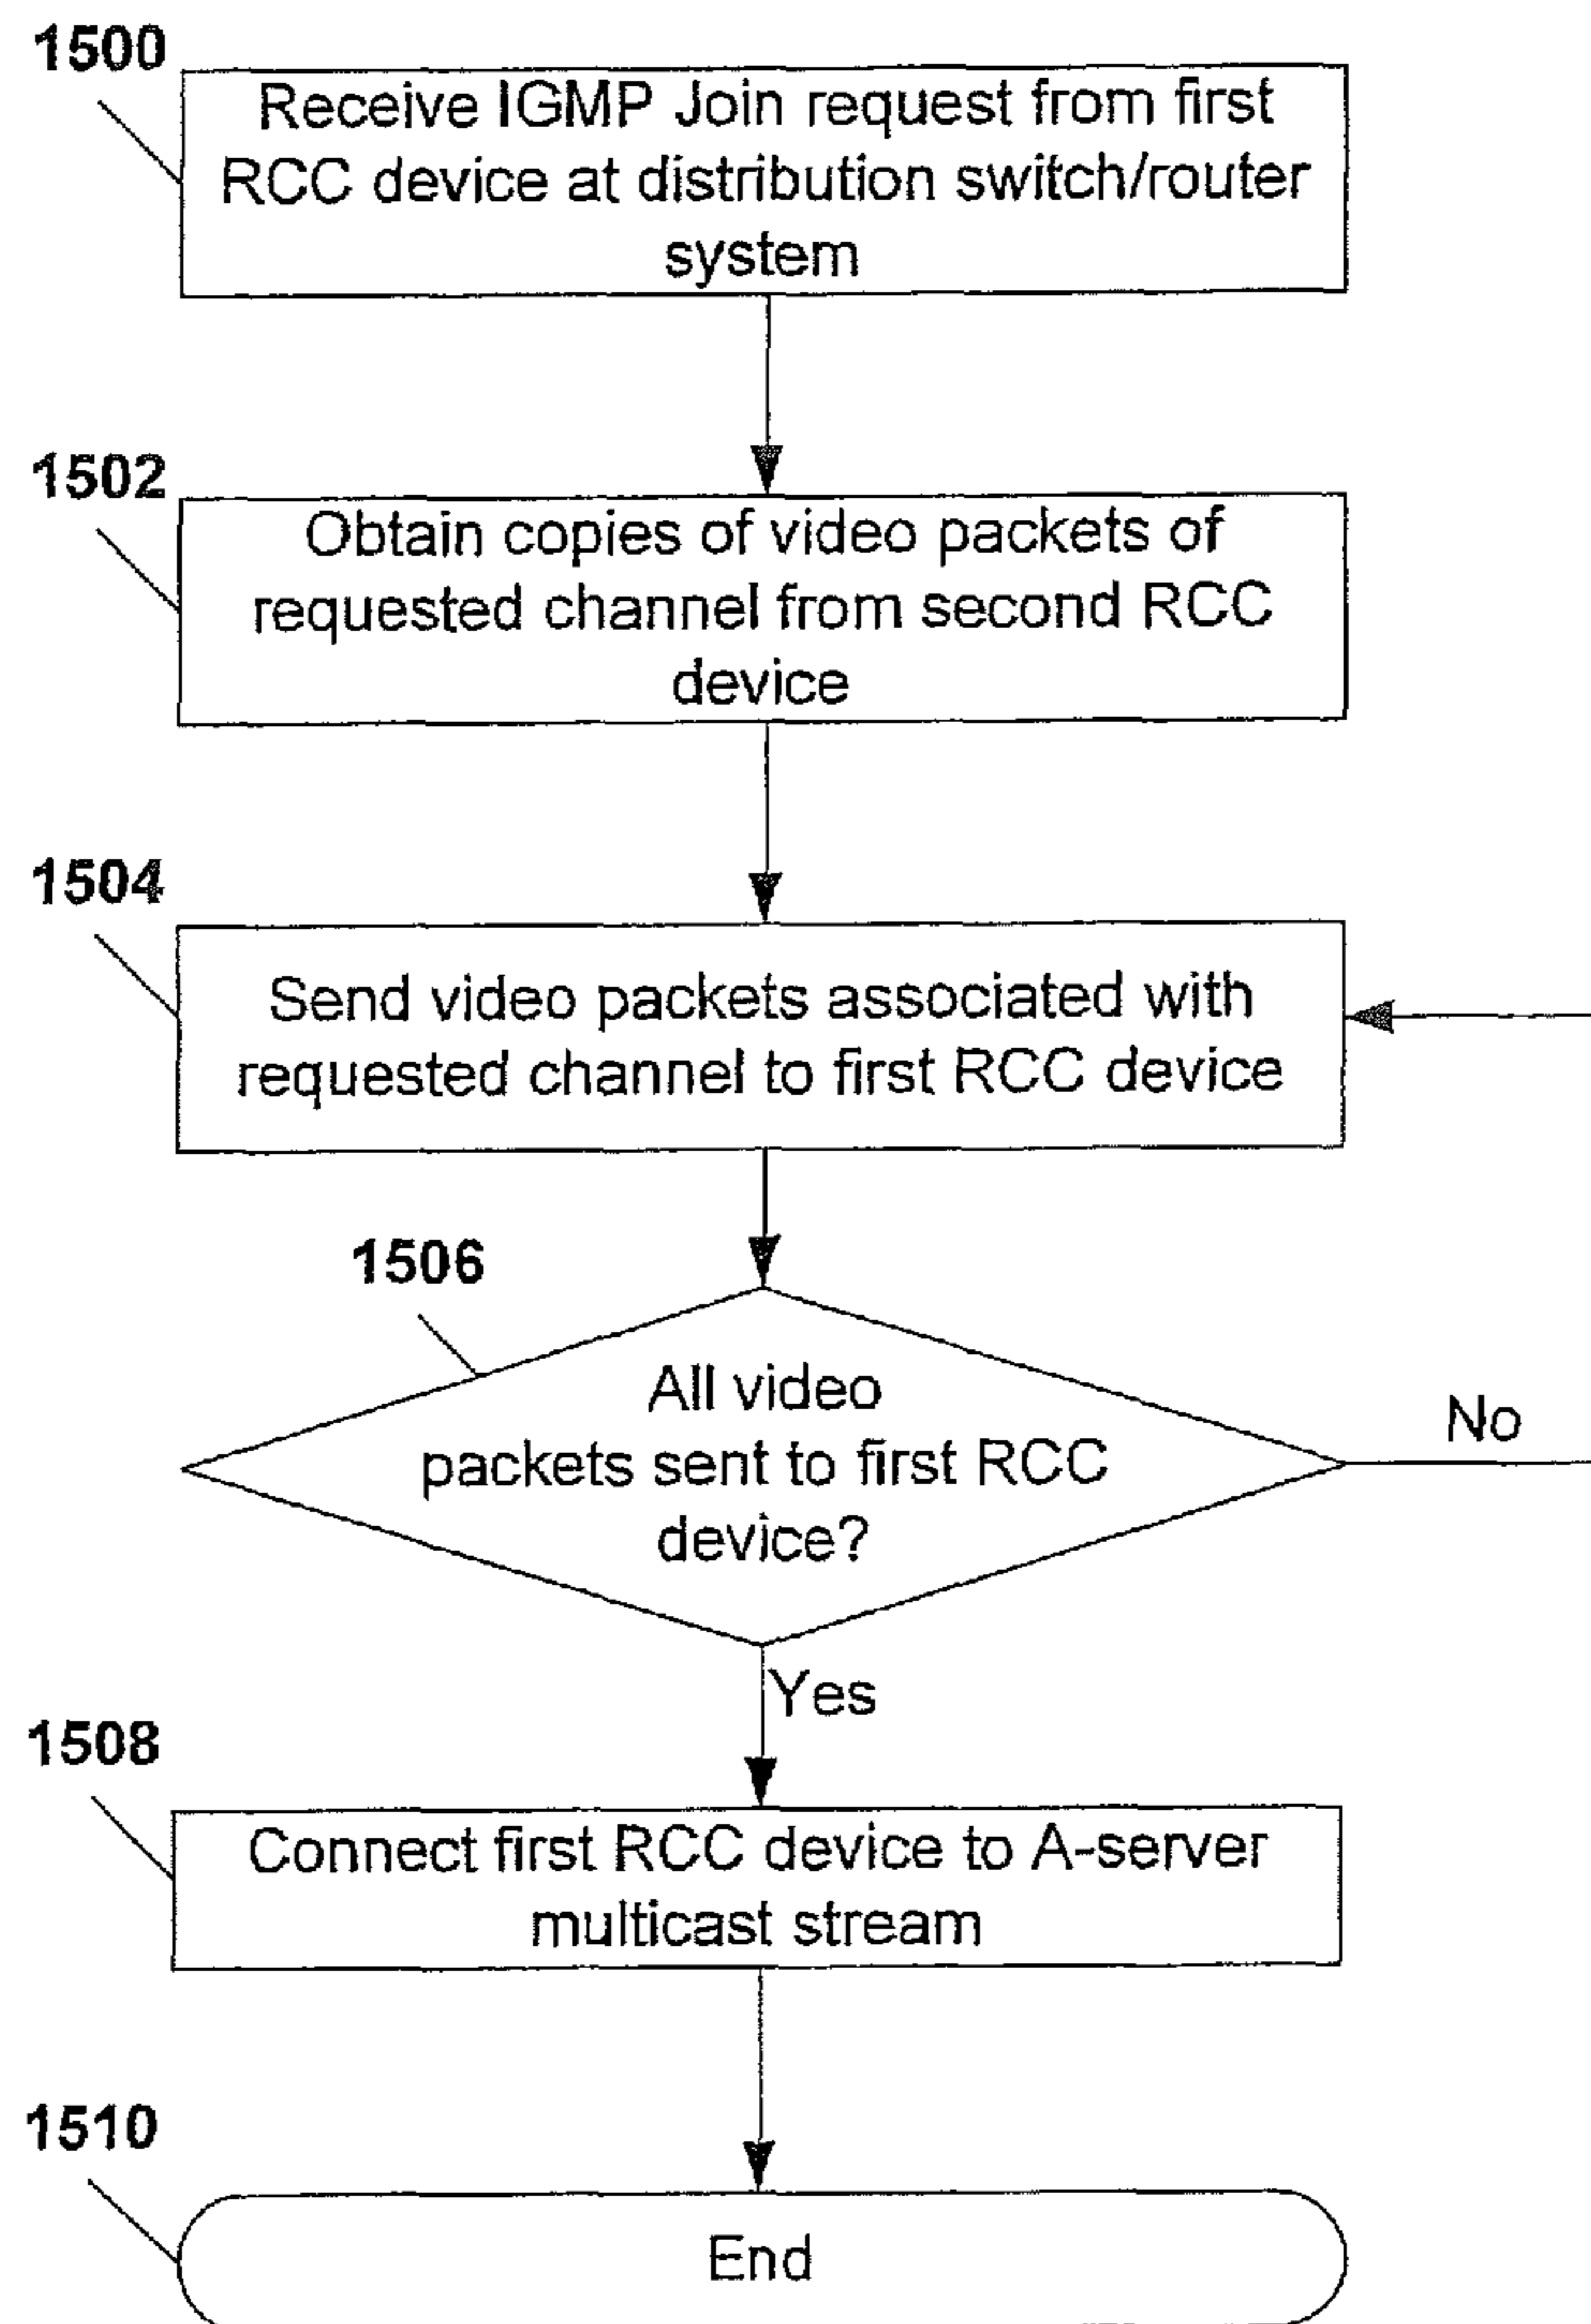 1500
Receive IGMP Join request from first
RCC device at distribution switch/router
system
1502
Obtain copies of video packets of
requested channel from second RCC
device
1504
Send video packets associated with
requested channel to first RCC device
1506
All video
packets sent to first RCC
device?
No
Yes
1508
Connect first RCC device to A-server
multicast stream
1510
End